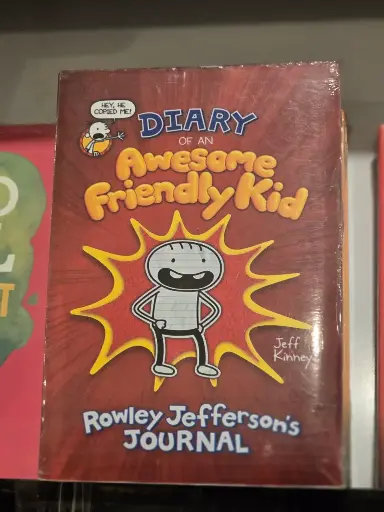 HEY, HE
COPIED ME!
DIARY
OF AN
Awesome
Friendly Kid
Jeff
Kinney
Rowley Jefferson's
JOURNAL